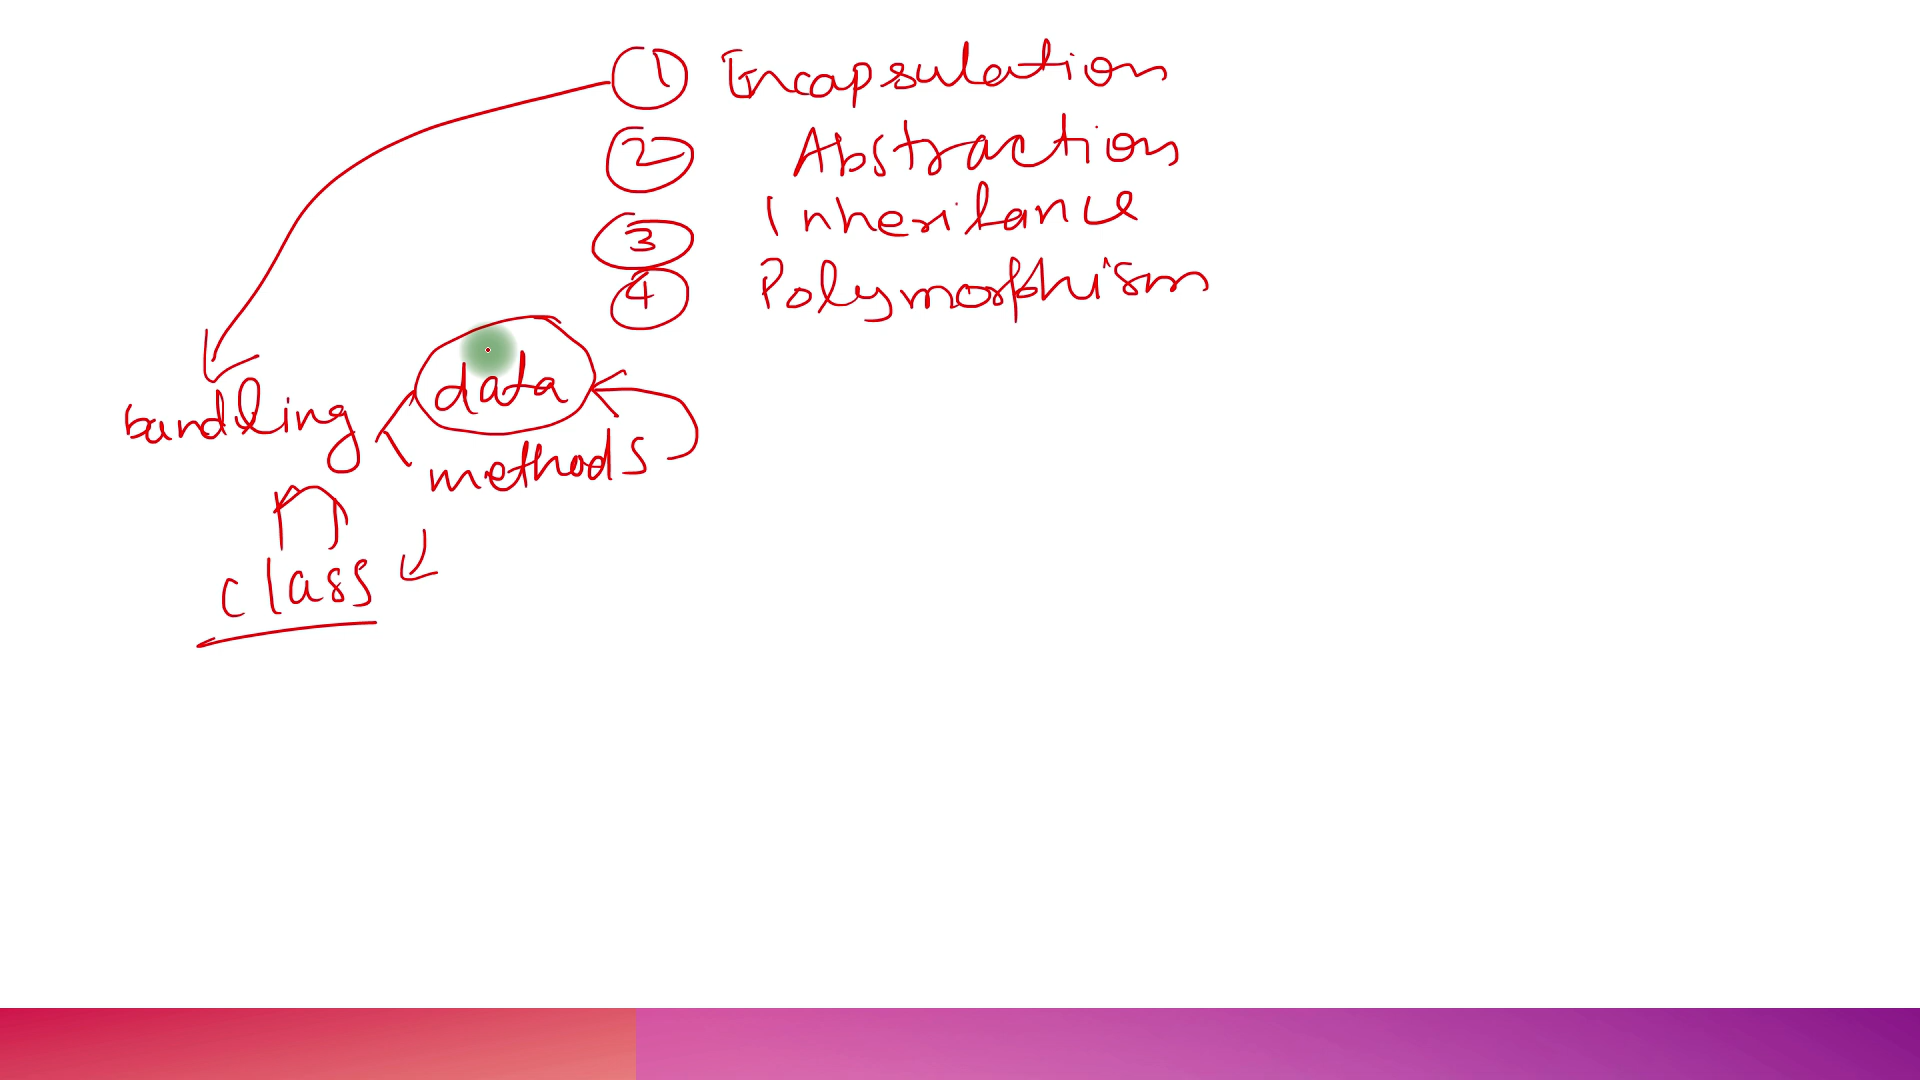 1 Encapsulation
2 Abstraction
3 Inheritance
4 Polymorphism
bundling data
methods
class